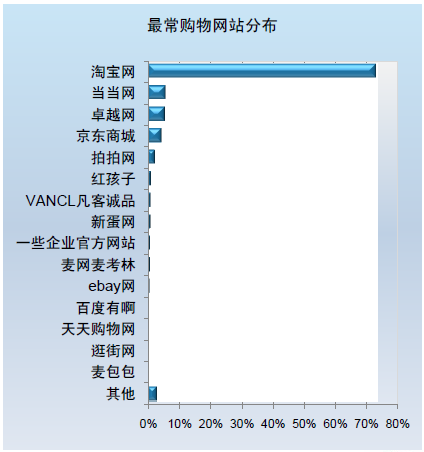 最常购物网站分布
淘宝网
当当网
卓越网
京东商城
拍拍网
红孩子
VANCL凡客诚品
新蛋网
一些企业官方网站
麦网麦考林
ebay网
百度有啊
天天购物网
逛街网
麦包包
其他
0% 10% 20% 30% 40% 50% 60% 70% 80%